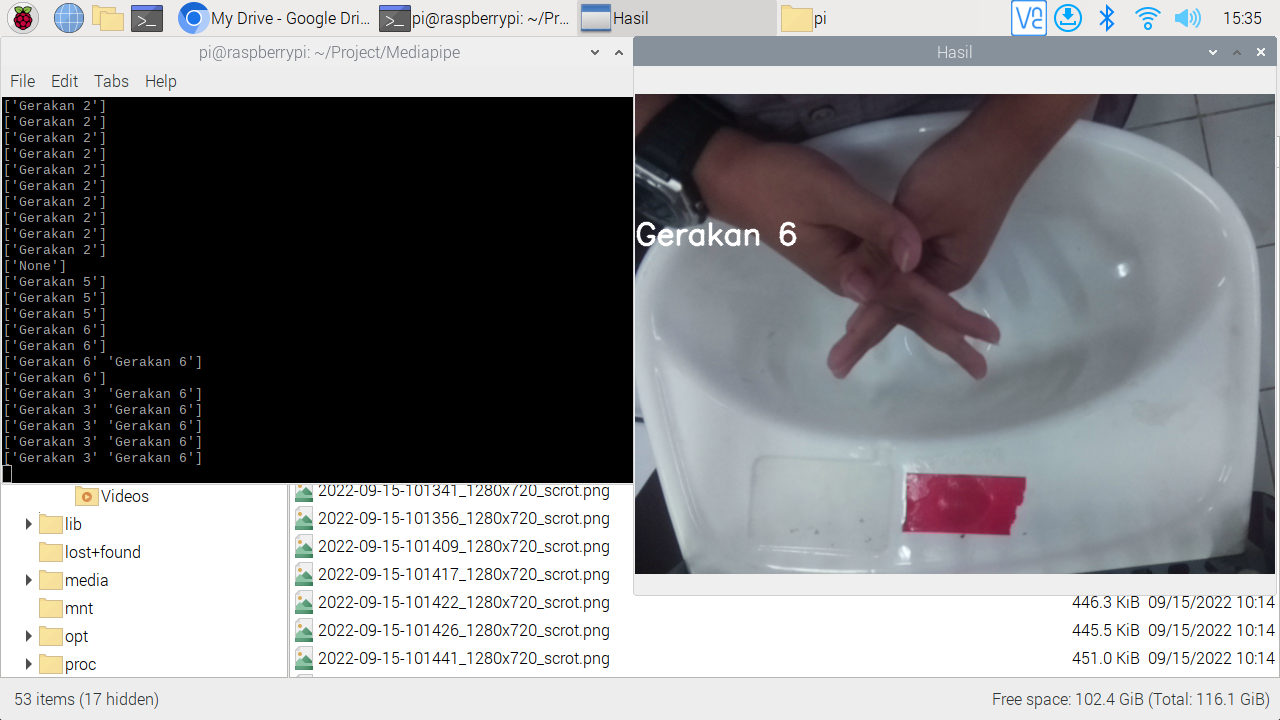 My Drive - Google Dri...
pi@raspberrypi: ~/Pr...
Hasil
pi
V2
15:35
pi@raspberrypi: ~/Project/Mediapipe
File Edit Tabs Help
['Gerakan 2']
['Gerakan 2']
['Gerakan 2']
['Gerakan 2']
['Gerakan 2']
['Gerakan 2']
['Gerakan 2']
['Gerakan 2']
['Gerakan 2']
['Gerakan 2']
['None']
['Gerakan 5']
['Gerakan 5']
['Gerakan 5']
['Gerakan 6']
['Gerakan 6']
['Gerakan 6' 'Gerakan 6']
['Gerakan 6']
['Gerakan 3' 'Gerakan 6']
['Gerakan 3' 'Gerakan 6']
['Gerakan 3' 'Gerakan 6']
['Gerakan 3' 'Gerakan 6']
['Gerakan 3' 'Gerakan 6']
Hasil
Gerakan 6
Videos
lib
lost+found
media
mnt
opt
proc
2022-09-15-101341_1280x720_scrot.png
2022-09-15-101356_1280x720_scrot.png
2022-09-15-101409_1280x720_scrot.png
2022-09-15-101417_1280x720_scrot.png
2022-09-15-101422_1280x720_scrot.png 446.3 KiB 09/15/2022 10:14
2022-09-15-101426_1280x720_scrot.png 445.5 KiB 09/15/2022 10:14
2022-09-15-101441_1280x720_scrot.png 451.0 KiB 09/15/2022 10:14
53 items (17 hidden)
Free space: 102.4 GiB (Total: 116.1 GiB)